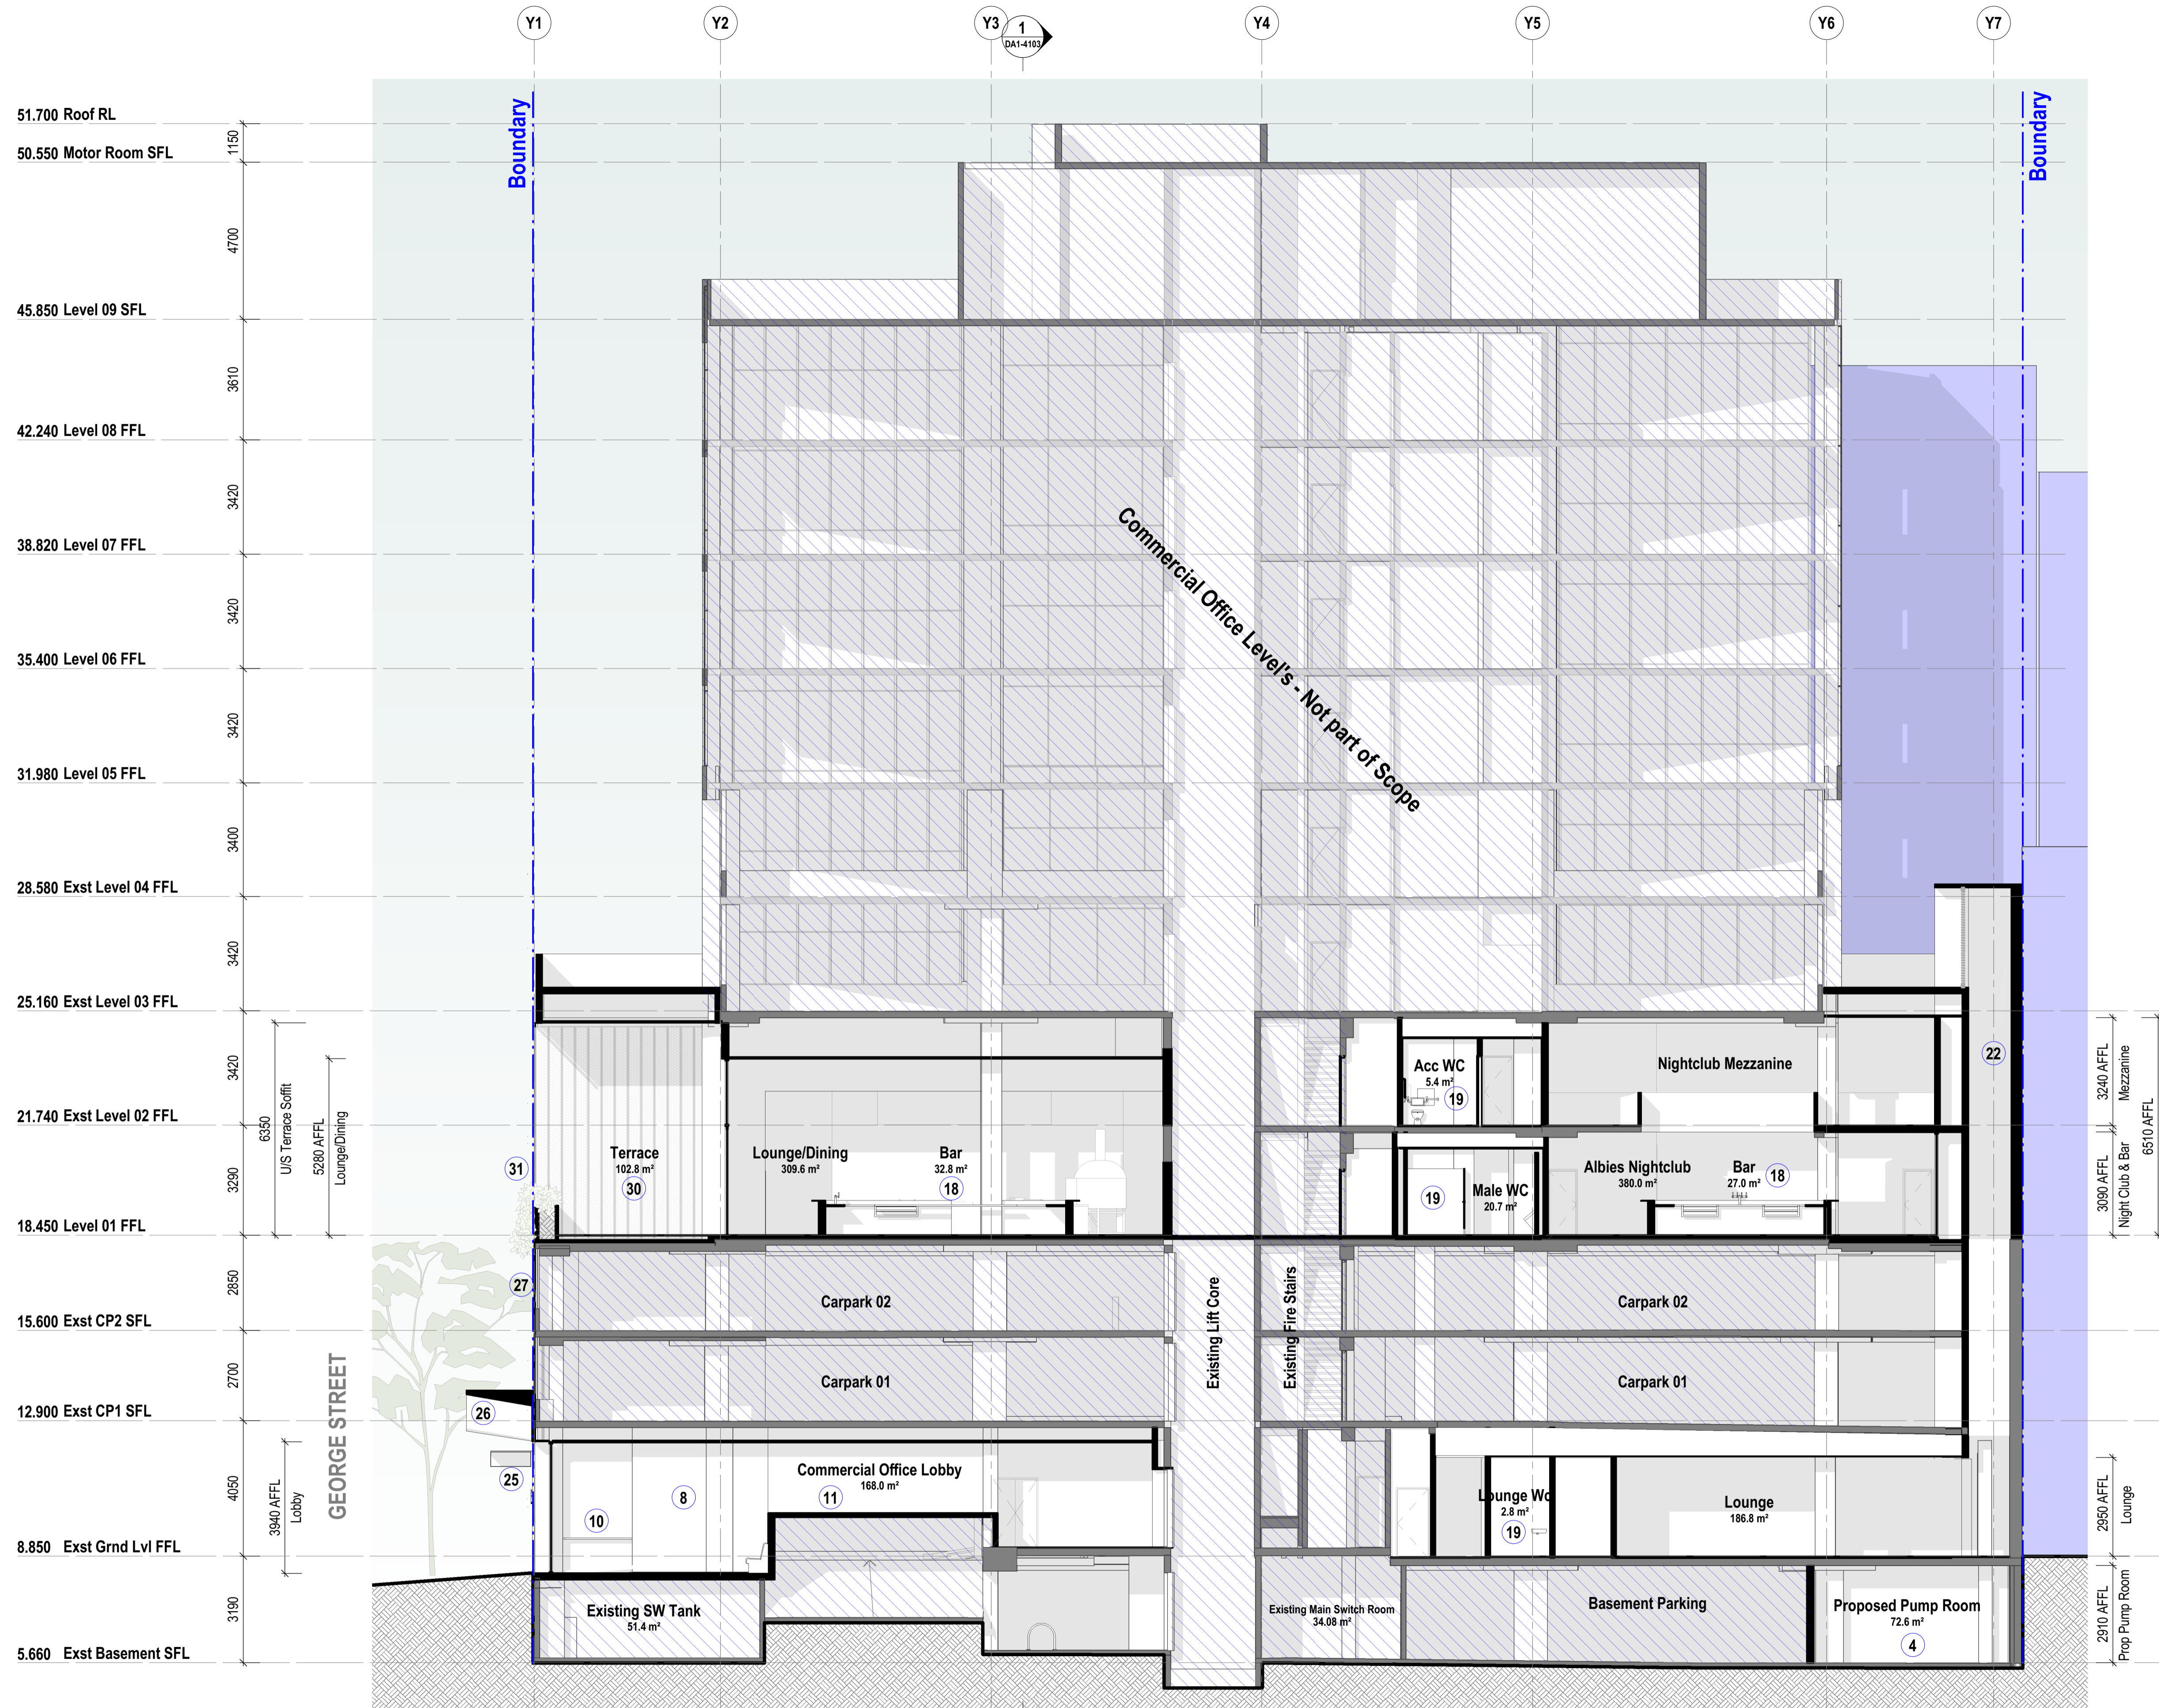 Y1
Y2
Y3
1
DA1-4103
Y4
Y5
Y6
Y7
Boundary
Boundary
51.700 Roof RL
1150
50.550 Motor Room SFL
4700
45.850 Level 09 SFL
3610
42.240 Level 08 FFL
3420
38.820 Level 07 FFL
3420
35.400 Level 06 FFL
3420
31.980 Level 05 FFL
3400
28.580 Exst Level 04 FFL
3420
25.160 Exst Level 03 FFL
3420
21.740 Exst Level 02 FFL
3290
18.450 Level 01 FFL
2850
15.600 Exst CP2 SFL
2700
12.900 Exst CP1 SFL
4050
8.850 Exst Grnd Lvl FFL
3190
5.660 Exst Basement SFL
6350
U/S Terrace Soffit
5280 AFFL
Lounge/Dining
3940 AFFL
Lobby
GEORGE STREET
Commercial Office Level's - Not part of Scope
Acc WC
5.4 m²
19
Nightclub Mezzanine
22
31
Terrace
102.8 m²
30
Lounge/Dining
309.6 m²
Bar
32.8 m²
18
19
Male WC
20.7 m²
Albies Nightclub
380.0 m²
Bar
27.0 m²
18
27
Carpark 02
Existing Lift Core
Existing Fire Stairs
Carpark 02
Carpark 01
Carpark 01
26
25
10
8
Commercial Office Lobby
168.0 m²
11
Lounge Wc
2.8 m²
19
Lounge
186.8 m²
Existing SW Tank
51.4 m²
Existing Main Switch Room
34.08 m²
Basement Parking
Proposed Pump Room
72.6 m²
4
3240 AFFL
Mezzanine
3090 AFFL
Night Club & Bar
6510 AFFL
2950 AFFL
Lounge
2910 AFFL
Prop Pump Room